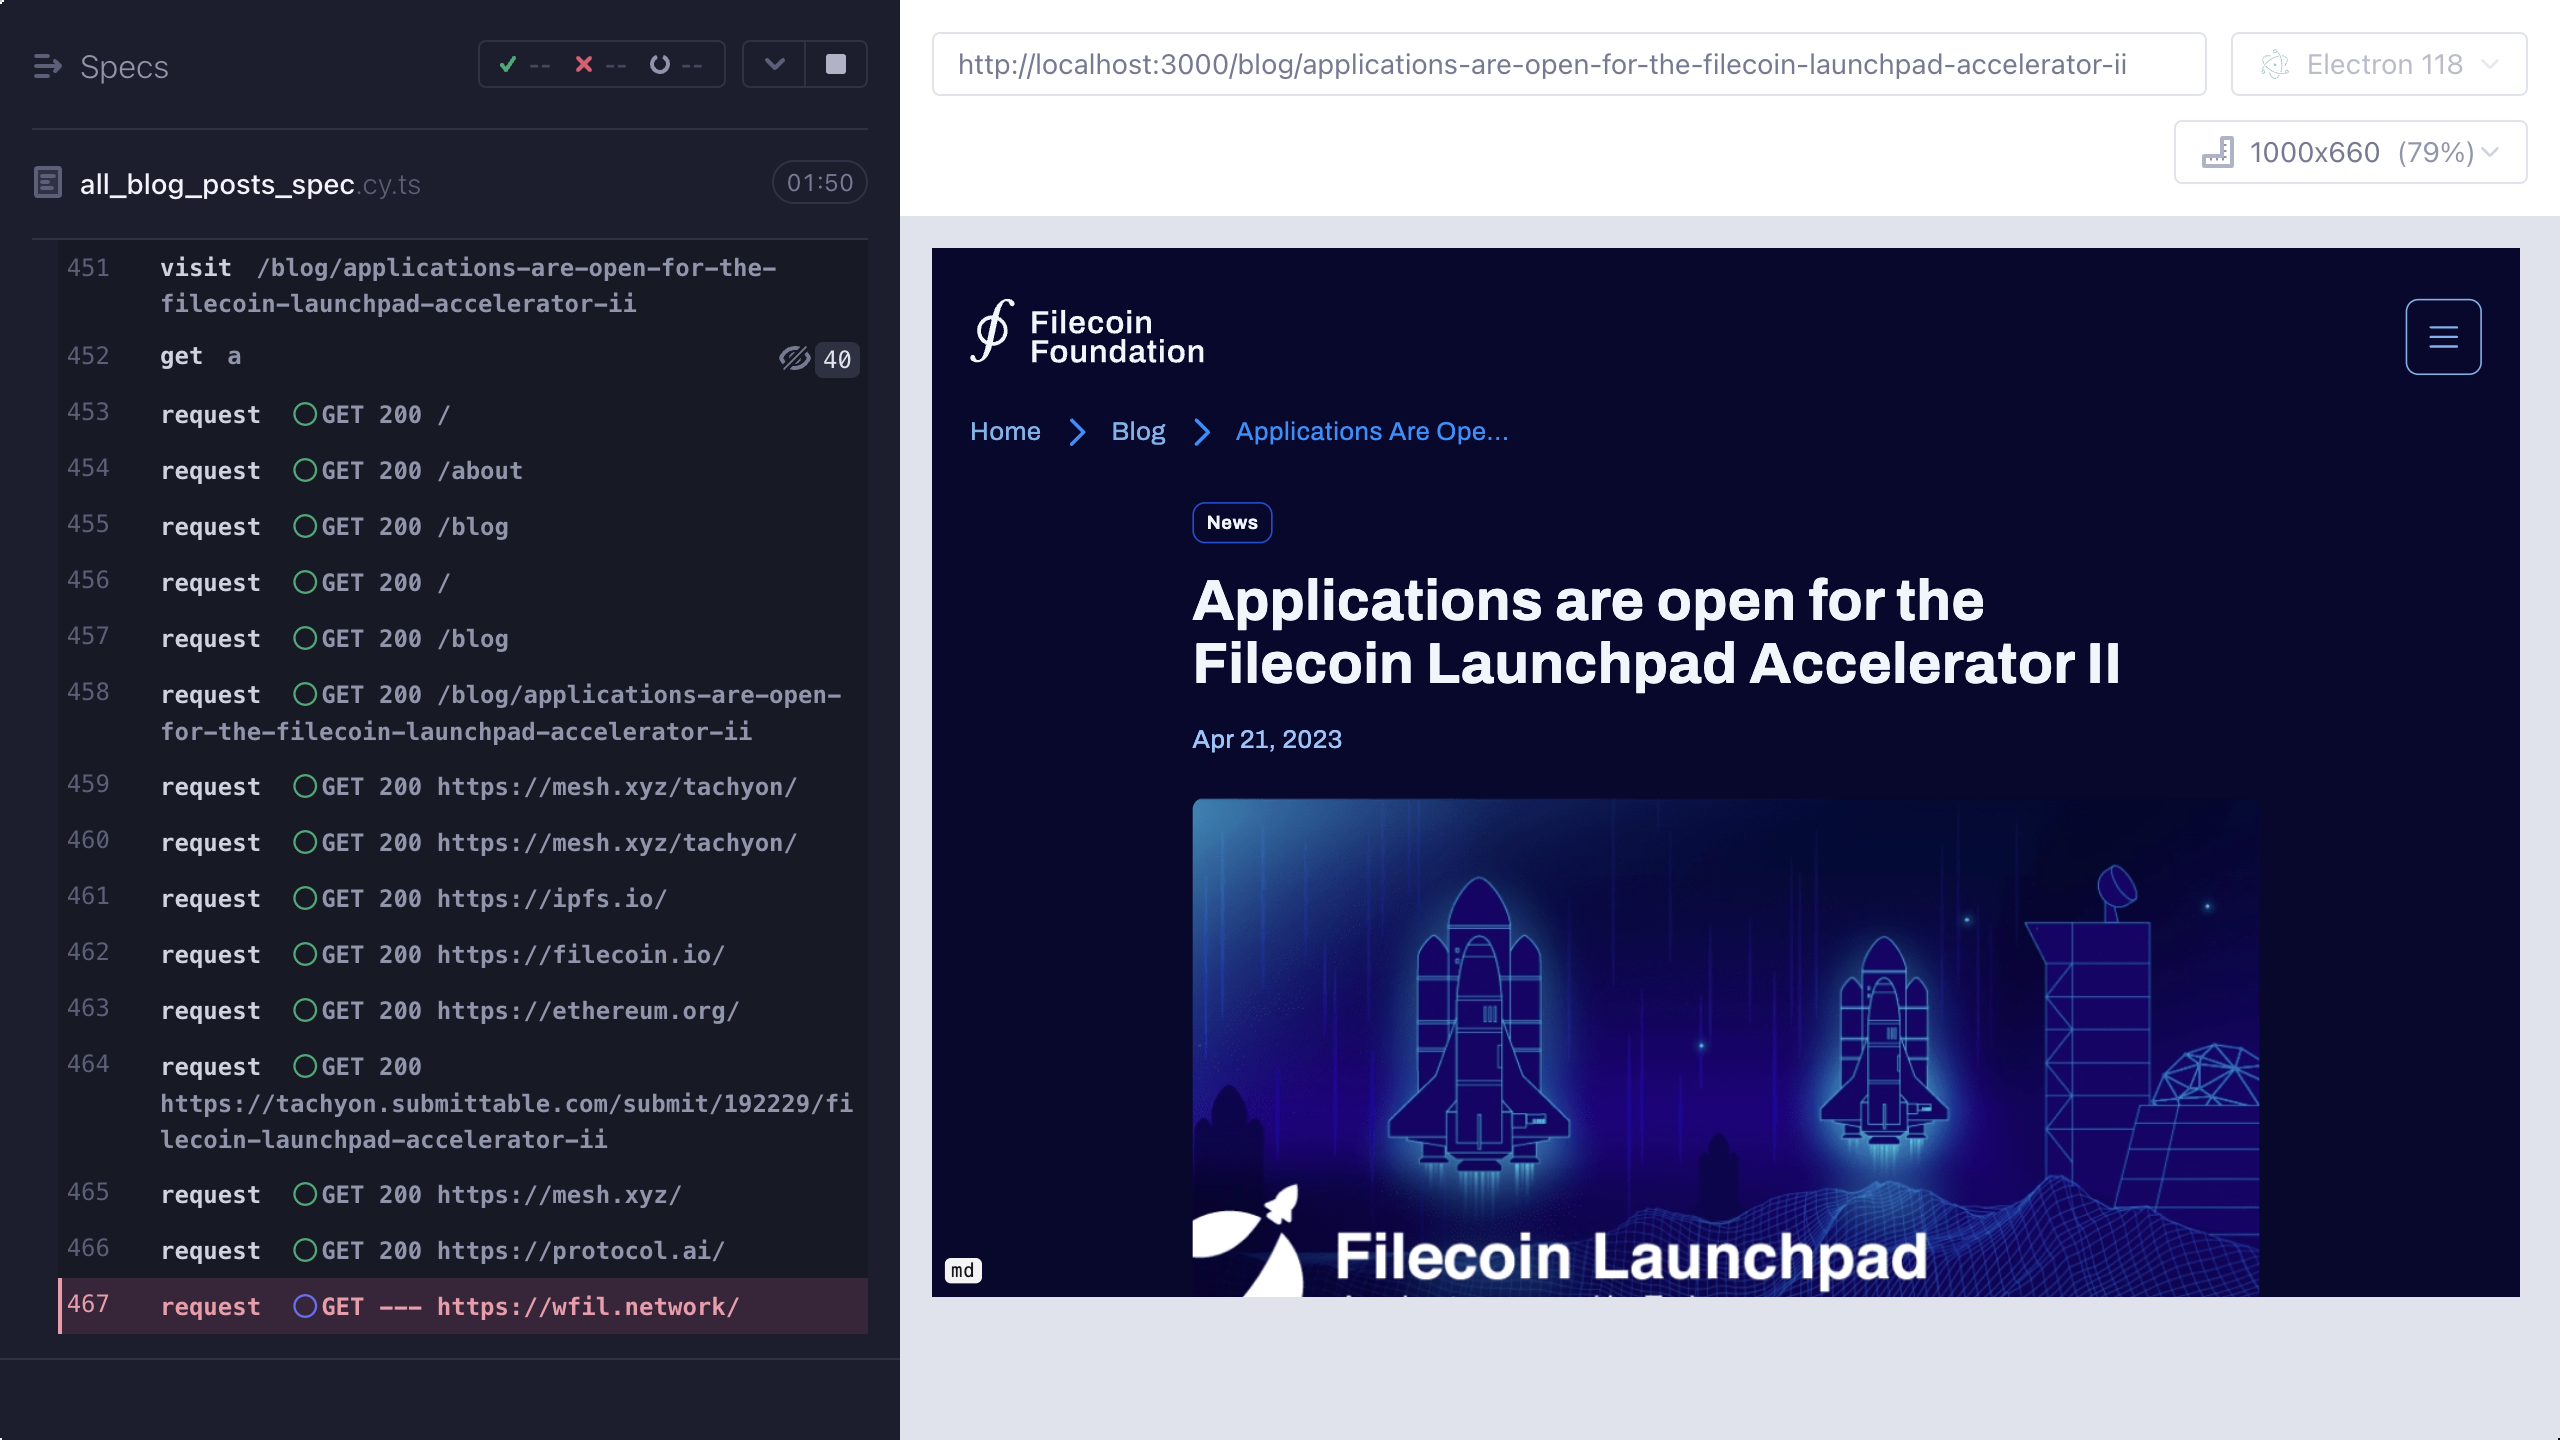 Specs
-- -- --
all_blog_posts_spec.cy.ts 01:50
451 visit /blog/applications-are-open-for-the-
filecoin-launchpad-accelerator-ii
452 get a 40
453 request GET 200 /
454 request GET 200 /about
455 request GET 200 /blog
456 request GET 200 /
457 request GET 200 /blog
458 request GET 200 /blog/applications-are-open-
for-the-filecoin-launchpad-accelerator-ii
459 request GET 200 https://mesh.xyz/tachyon/
460 request GET 200 https://mesh.xyz/tachyon/
461 request GET 200 https://ipfs.io/
462 request GET 200 https://filecoin.io/
463 request GET 200 https://ethereum.org/
464 request GET 200
https://tachyon.submittable.com/submit/192229/fi
lecoin-launchpad-accelerator-ii
465 request GET 200 https://mesh.xyz/
466 request GET 200 https://protocol.ai/
467 request GET --- https://wfil.network/
http://localhost:3000/blog/applications-are-open-for-the-filecoin-launchpad-accelerator-ii
Electron 118
1000x660 (79%)
Filecoin
Foundation
Home Blog Applications Are Ope...
News
Applications are open for the
Filecoin Launchpad Accelerator II
Apr 21, 2023
Filecoin Launchpad
md